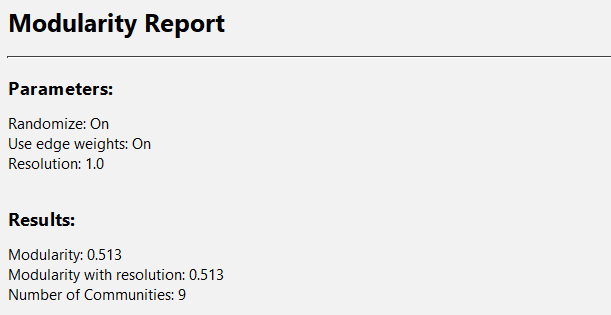 Modularity Report
Parameters:
Randomize: On
Use edge weights: On
Resolution: 1.0
Results:
Modularity: 0.513
Modularity with resolution: 0.513
Number of Communities: 9